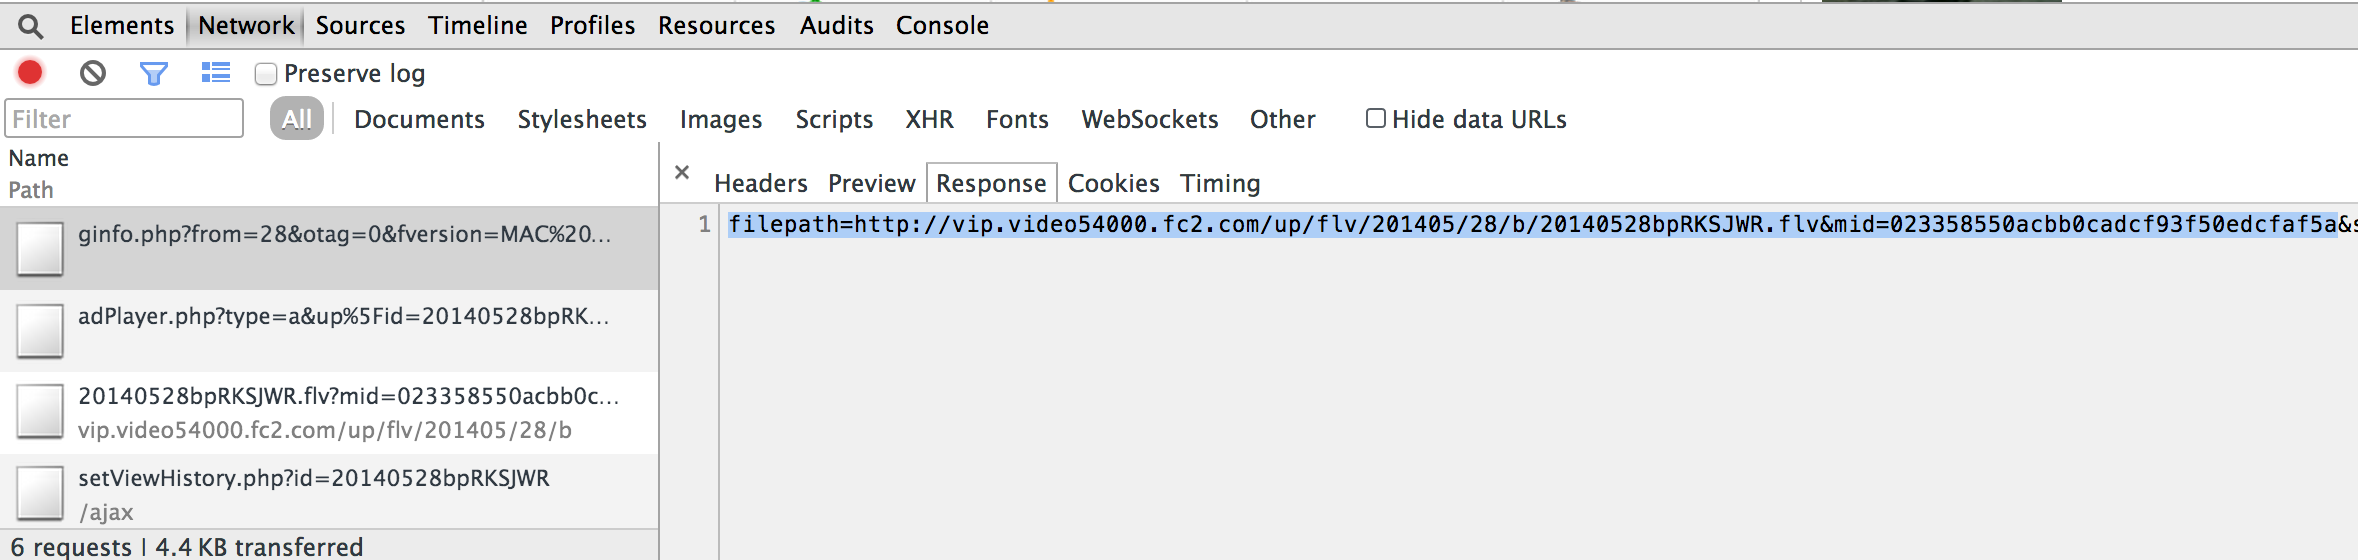 Elements Network Sources Timeline Profiles Resources Audits Console
Preserve log
Filter All Documents Stylesheets Images Scripts XHR Fonts WebSockets Other Hide data URLs
Name
Path
× Headers Preview Response Cookies Timing
1 filepath=http://vip.video54000.fc2.com/up/flv/201405/28/b/20140528bpRKSJWR.flv&mid=023358550acbb0cadcf93f50edcfaf5a&s
ginfo.php?from=28&otag=0&fversion=MAC%20...
adPlayer.php?type=a&up%5Fid=20140528bpRK...
20140528bpRKSJWR.flv?mid=023358550acbb0c...
vip.video54000.fc2.com/up/flv/201405/28/b
setViewHistory.php?id=20140528bpRKSJWR
/ajax
6 requests | 4.4 KB transferred